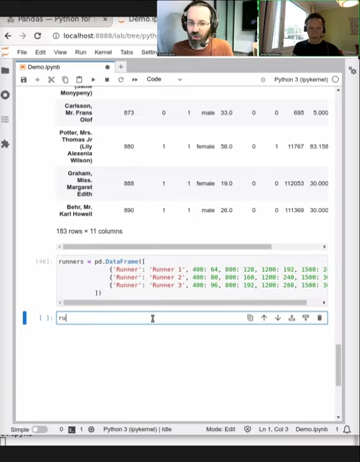 Pandas — Python for S
Demo.ipynb
localhost:8888/lab/tree/pyth
File Edit View Run Kernel Tabs Settings Help
Demo.ipynb
Code
Python 3 (ipykernel)
Monypeny)
Carlsson,
Mr. Frans
Olof
873 0 1 male 33.0 0 0 695 5.000
Potter, Mrs.
Thomas Jr
(Lily
Alexenia
Wilson)
880 1 1 female 56.0 0 1 11767 83.158
Graham,
Miss.
Margaret
Edith
888 1 1 female 19.0 0 0 112053 30.000
Behr, Mr.
Karl Howell
890 1 1 male 26.0 0 0 111369 30.000
183 rows × 11 columns
[46]: runners = pd.DataFrame([
{'Runner': 'Runner 1', 400: 64, 800: 128, 1200: 192, 1500:
{'Runner': 'Runner 2', 400: 80, 800: 160, 1200: 240, 1500:
{'Runner': 'Runner 3', 400: 96, 800: 192, 1200: 288, 1500:
])
[ ]: ru
Simple 0 1 Python 3 (ipykernel) | Idle Mode: Edit Ln 1, Col 3 Demo.ipynb 1